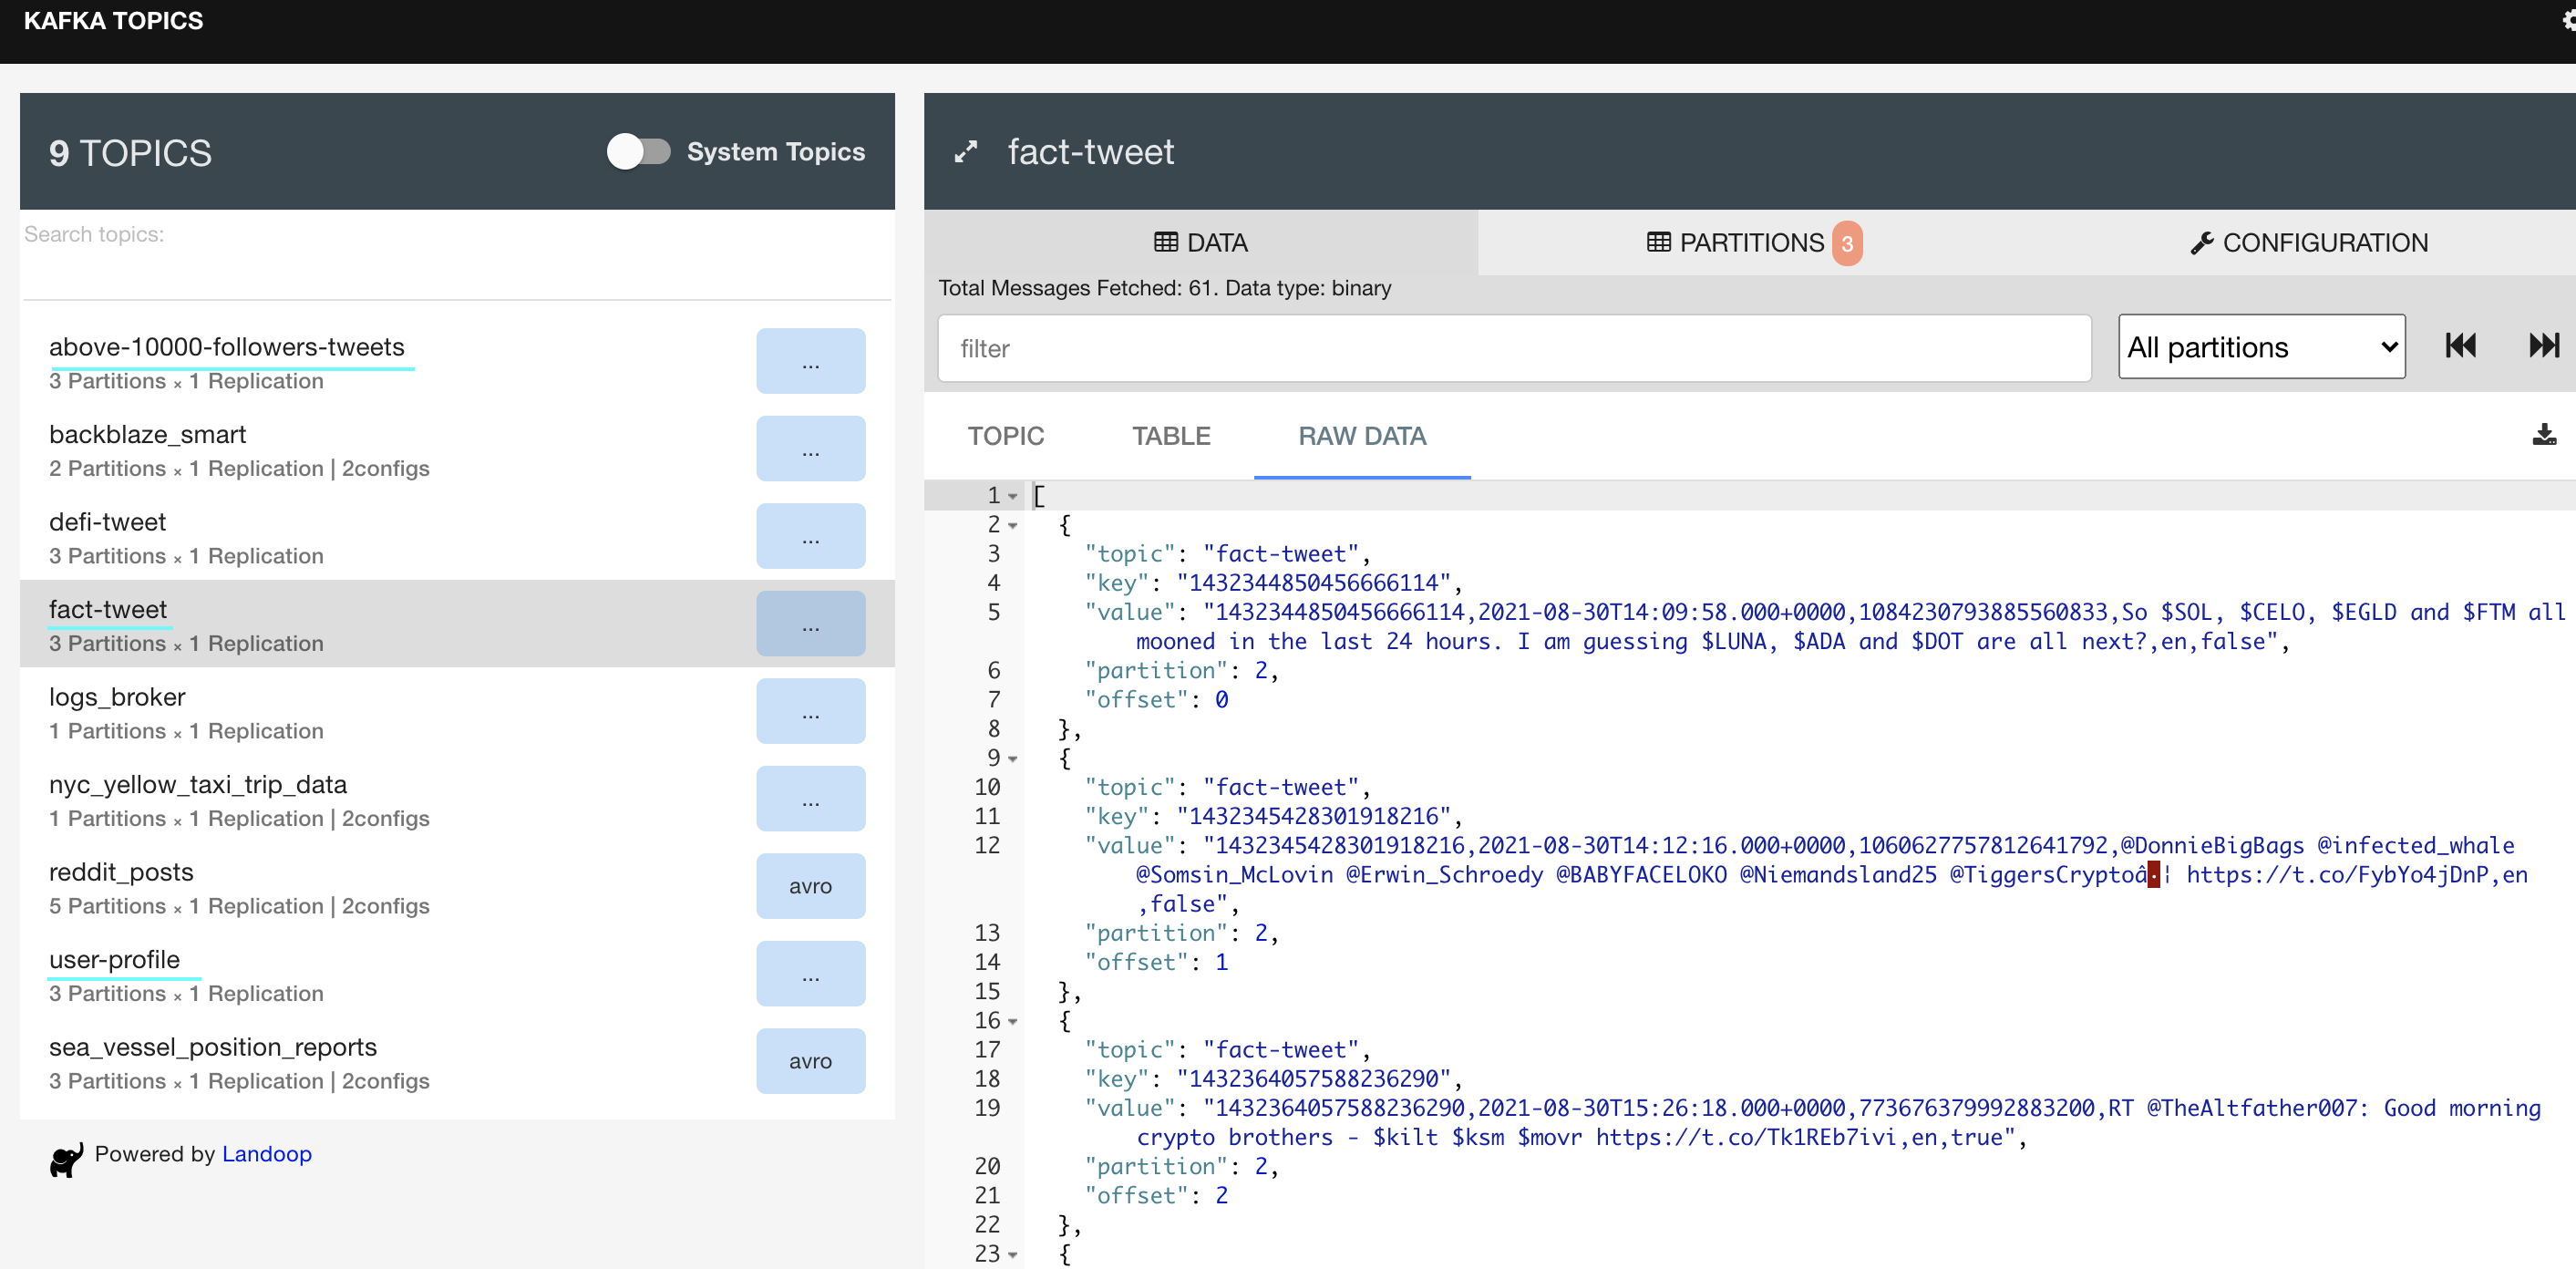 KAFKA TOPICS
9 TOPICS
System Topics
Search topics:
above-10000-followers-tweets
3 Partitions × 1 Replication
...
backblaze_smart
2 Partitions × 1 Replication | 2configs
...
defi-tweet
3 Partitions × 1 Replication
...
fact-tweet
3 Partitions × 1 Replication
...
logs_broker
1 Partitions × 1 Replication
...
nyc_yellow_taxi_trip_data
1 Partitions × 1 Replication | 2configs
...
reddit_posts
5 Partitions × 1 Replication | 2configs
avro
user-profile
3 Partitions × 1 Replication
...
sea_vessel_position_reports
3 Partitions × 1 Replication | 2configs
avro
Powered by Landoop
fact-tweet
DATA
PARTITIONS 3
CONFIGURATION
Total Messages Fetched: 61. Data type: binary
filter
All partitions
TOPIC TABLE RAW DATA
1 [
2 {
3 "topic": "fact-tweet",
4 "key": "1432344850456666114",
5 "value": "1432344850456666114,2021-08-30T14:09:58.000+0000,1084230793885560833,So $SOL, $CELO, $EGLD and $FTM all
mooned in the last 24 hours. I am guessing $LUNA, $ADA and $DOT are all next?,en,false",
6 "partition": 2,
7 "offset": 0
8 },
9 {
10 "topic": "fact-tweet",
11 "key": "1432345428301918216",
12 "value": "1432345428301918216,2021-08-30T14:12:16.000+0000,1060627757812641792,@DonnieBigBags @infected_whale
@Somsin_McLovin @Erwin_Schroedy @BABYFACELOKO @Niemandsland25 @TiggersCryptoâ·¦ https://t.co/FybYo4jDnP,en
,false",
13 "partition": 2,
14 "offset": 1
15 },
16 {
17 "topic": "fact-tweet",
18 "key": "1432364057588236290",
19 "value": "1432364057588236290,2021-08-30T15:26:18.000+0000,773676379992883200,RT @TheAltfather007: Good morning
crypto brothers - $kilt $ksm $movr https://t.co/Tk1REb7ivi,en,true",
20 "partition": 2,
21 "offset": 2
22 },
23 {